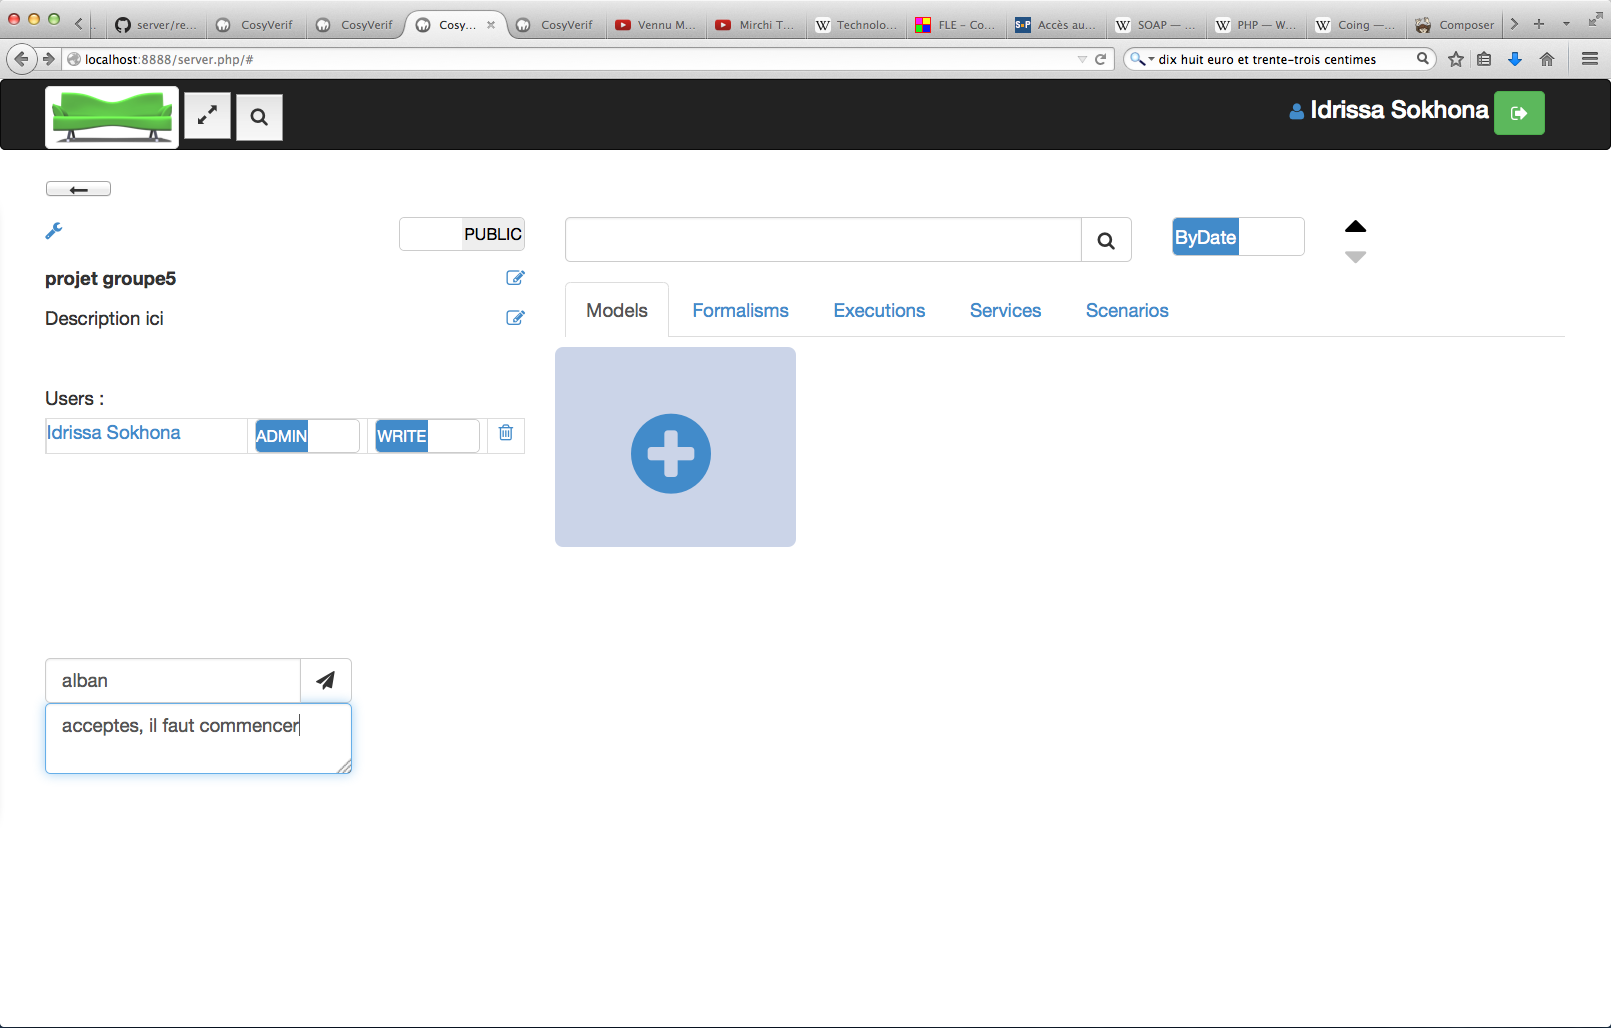 server/re...
CosyVerif
CosyVerif
Cosy...
CosyVerif
Vennu M...
Mirchi T...
Technolo...
FLE – Co...
Accès au...
SOAP — ...
PHP — W...
Coing —...
Composer
localhost:8888/server.php/#
dix huit euro et trente-trois centimes
Idrissa Sokhona
PUBLIC
ByDate
projet groupe5
Description ici
Models
Formalisms
Executions
Services
Scenarios
Users :
Idrissa Sokhona
ADMIN
WRITE
alban
acceptes, il faut commencer